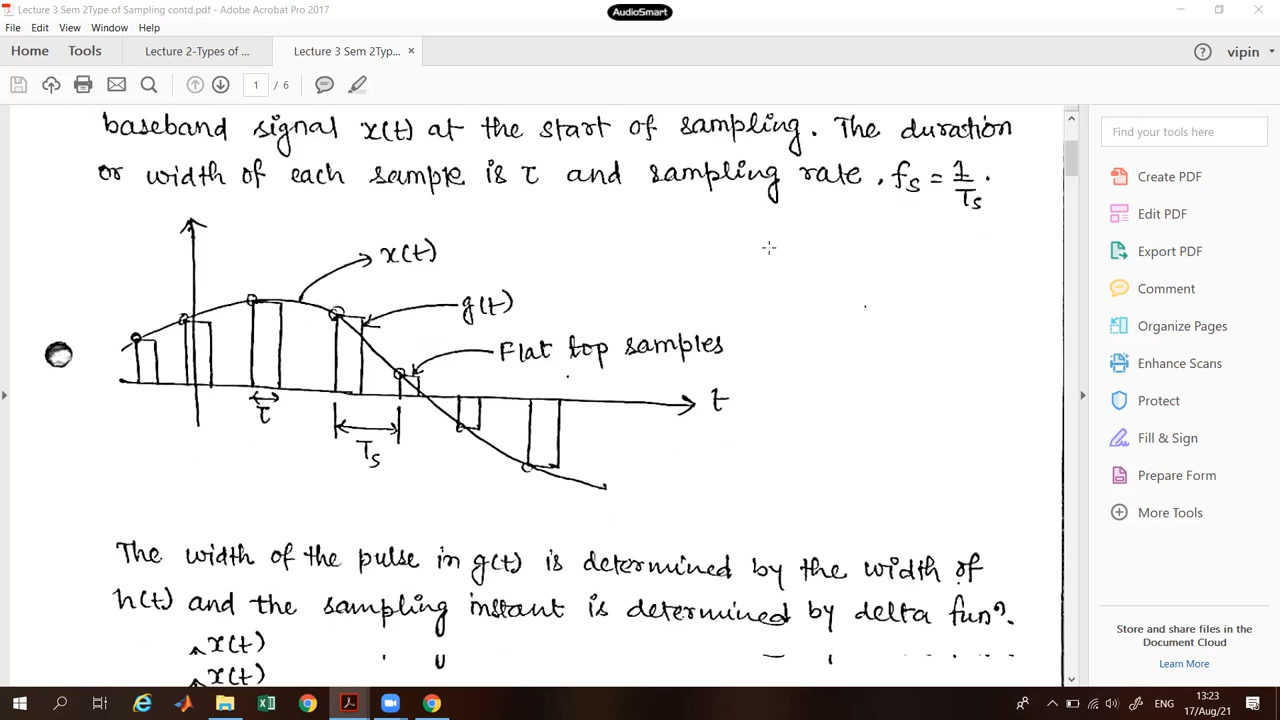 Lecture 3 Sem 2Type of Sampling contd.pdf - Adobe Acrobat Pro 2017
AudioSmart
File Edit View Window Help
Home Tools Lecture 2-Types of ... Lecture 3 Sem 2Typ... × vipin
1 / 6
baseband signal x(t) at the start of sampling. The duration
or width of each sample is τ and sampling rate, fs = 1/Ts.
x(t)
g(t)
Flat top samples
t
τ
Ts
The width of the pulse in g(t) is determined by the width of
h(t) and the sampling instant is determined by delta funⁿ.
x(t)
x(t)
Find your tools here
Create PDF
Edit PDF
Export PDF
Comment
Organize Pages
Enhance Scans
Protect
Fill & Sign
Prepare Form
More Tools
Store and share files in the
Document Cloud
Learn More
ENG
13:23
17/Aug/21